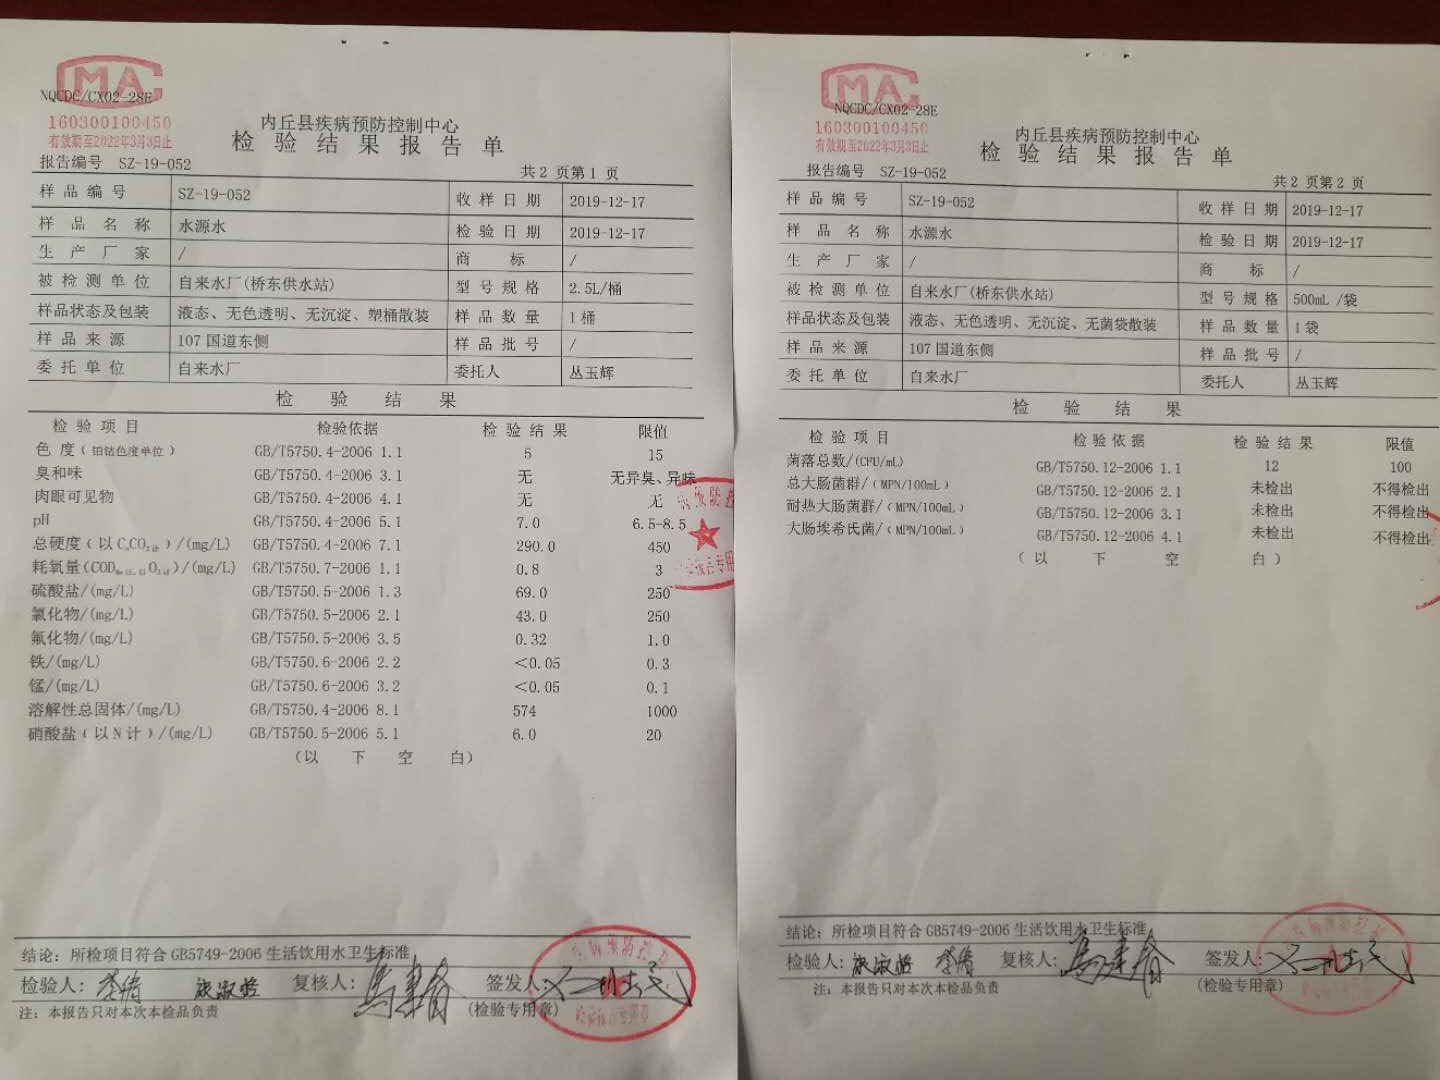 CMA
NQCDC/CX02-28E
160300100450
有效期至2022年3月3日止
内丘县疾病预防控制中心
检验结果报告单
报告编号 SZ-19-052
共2页第1页
样品编号 SZ-19-052 收样日期 2019-12-17
样品名称 水源水 检验日期 2019-12-17
生产厂家 / 商标 /
被检测单位 自来水厂(桥东供水站) 型号规格 2.5L/桶
样品状态及包装 液态、无色透明、无沉淀、塑桶散装 样品数量 1桶
样品来源 107国道东侧 样品批号 /
委托单位 自来水厂 委托人 丛玉辉
检验结果
检验项目 检验依据 检验结果 限值
色度(铂钴色度单位) GB/T5750.4-2006 1.1 5 15
臭和味 GB/T5750.4-2006 3.1 无 无异臭、异味
肉眼可见物 GB/T5750.4-2006 4.1 无 无
pH GB/T5750.4-2006 5.1 7.0 6.5-8.5
总硬度(以CaCO3计)/(mg/L) GB/T5750.4-2006 7.1 290.0 450
耗氧量(CODMn法,以O2计)/(mg/L) GB/T5750.7-2006 1.1 0.8 3
硫酸盐/(mg/L) GB/T5750.5-2006 1.3 69.0 250
氯化物/(mg/L) GB/T5750.5-2006 2.1 43.0 250
氟化物/(mg/L) GB/T5750.5-2006 3.5 0.32 1.0
铁/(mg/L) GB/T5750.6-2006 2.2 <0.05 0.3
锰/(mg/L) GB/T5750.6-2006 3.2 <0.05 0.1
溶解性总固体/(mg/L) GB/T5750.4-2006 8.1 574 1000
硝酸盐(以N计)/(mg/L) GB/T5750.5-2006 5.1 6.0 20
(以下空白)
结论：所检项目符合GB5749-2006生活饮用水卫生标准
检验人：李倩 复核人： 签发人：
(检验专用章)
注：本报告只对本次本检品负责
CMA
NQCDC/CX02-28E
160300100450
有效期至2022年3月3日止
内丘县疾病预防控制中心
检验结果报告单
报告编号 SZ-19-052
共2页第2页
样品编号 SZ-19-052 收样日期 2019-12-17
样品名称 水源水 检验日期 2019-12-17
生产厂家 / 商标 /
被检测单位 自来水厂(桥东供水站) 型号规格 500mL/袋
样品状态及包装 液态、无色透明、无沉淀、无菌袋散装 样品数量 1袋
样品来源 107国道东侧 样品批号 /
委托单位 自来水厂 委托人 丛玉辉
检验结果
检验项目 检验依据 检验结果 限值
菌落总数/(CFU/mL) GB/T5750.12-2006 1.1 12 100
总大肠菌群/(MPN/100mL) GB/T5750.12-2006 2.1 未检出 不得检出
耐热大肠菌群/(MPN/100mL) GB/T5750.12-2006 3.1 未检出 不得检出
大肠埃希氏菌/(MPN/100mL) GB/T5750.12-2006 4.1 未检出 不得检出
(以下空白)
结论：所检项目符合GB5749-2006生活饮用水卫生标准
检验人： 李倩 复核人： 签发人：
(检验专用章)
注：本报告只对本次本检品负责